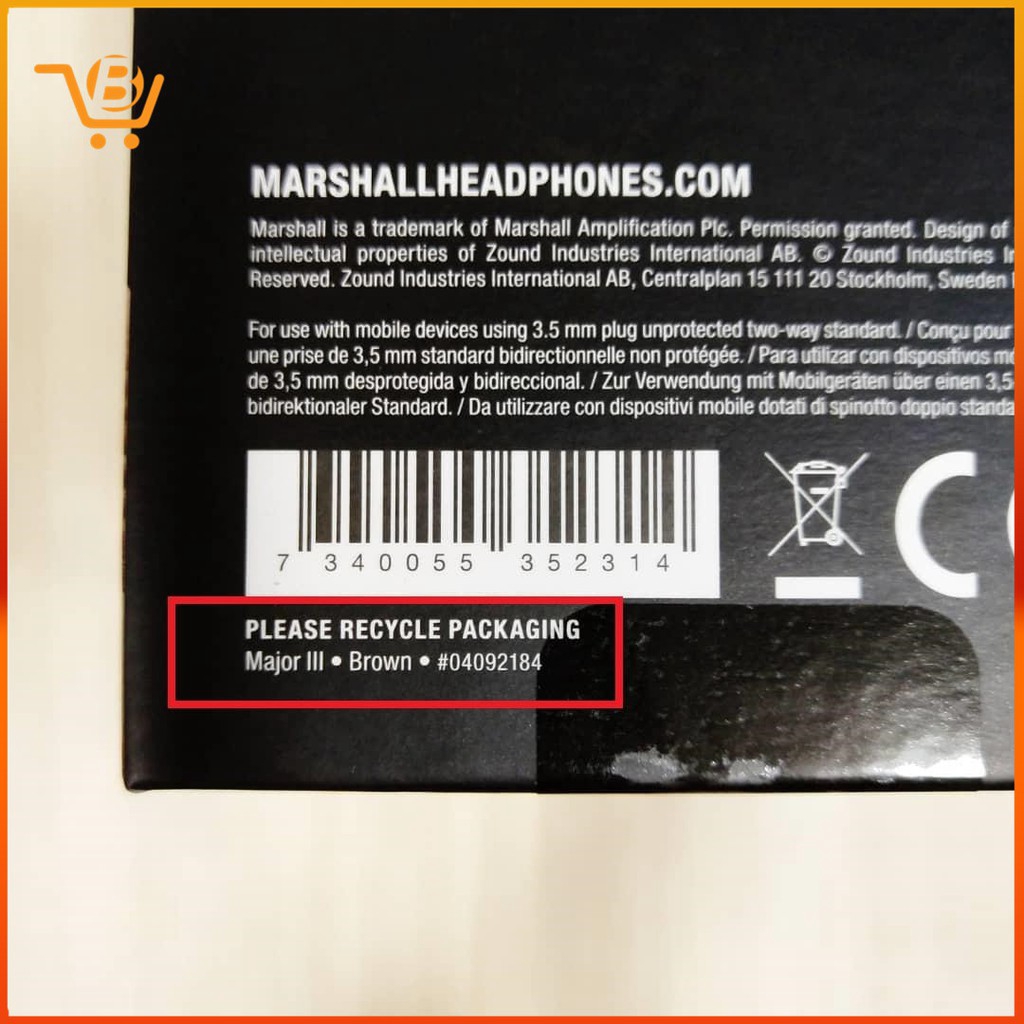 B
MARSHALLHEADPHONES.COM
Marshall is a trademark of Marshall Amplification Plc. Permission granted. Design of
intellectual properties of Zound Industries International AB. © Zound Industries
Reserved. Zound Industries International AB, Centralplan 15 111 20 Stockholm, Sweden
For use with mobile devices using 3.5 mm plug unprotected two-way standard. / Conçu pour
une prise de 3,5 mm standard bidirectionnelle non protégée. / Para utilizar con dispositivos
de 3,5 mm desprotegida y bidireccional. / Zur Verwendung mit Mobilgeräten über einen 3,5
bidirektionaler Standard. / Da utilizzare con dispositivi mobile dotati di spinotto doppio
7 340055 352314
PLEASE RECYCLE PACKAGING
Major III • Brown • #04092184